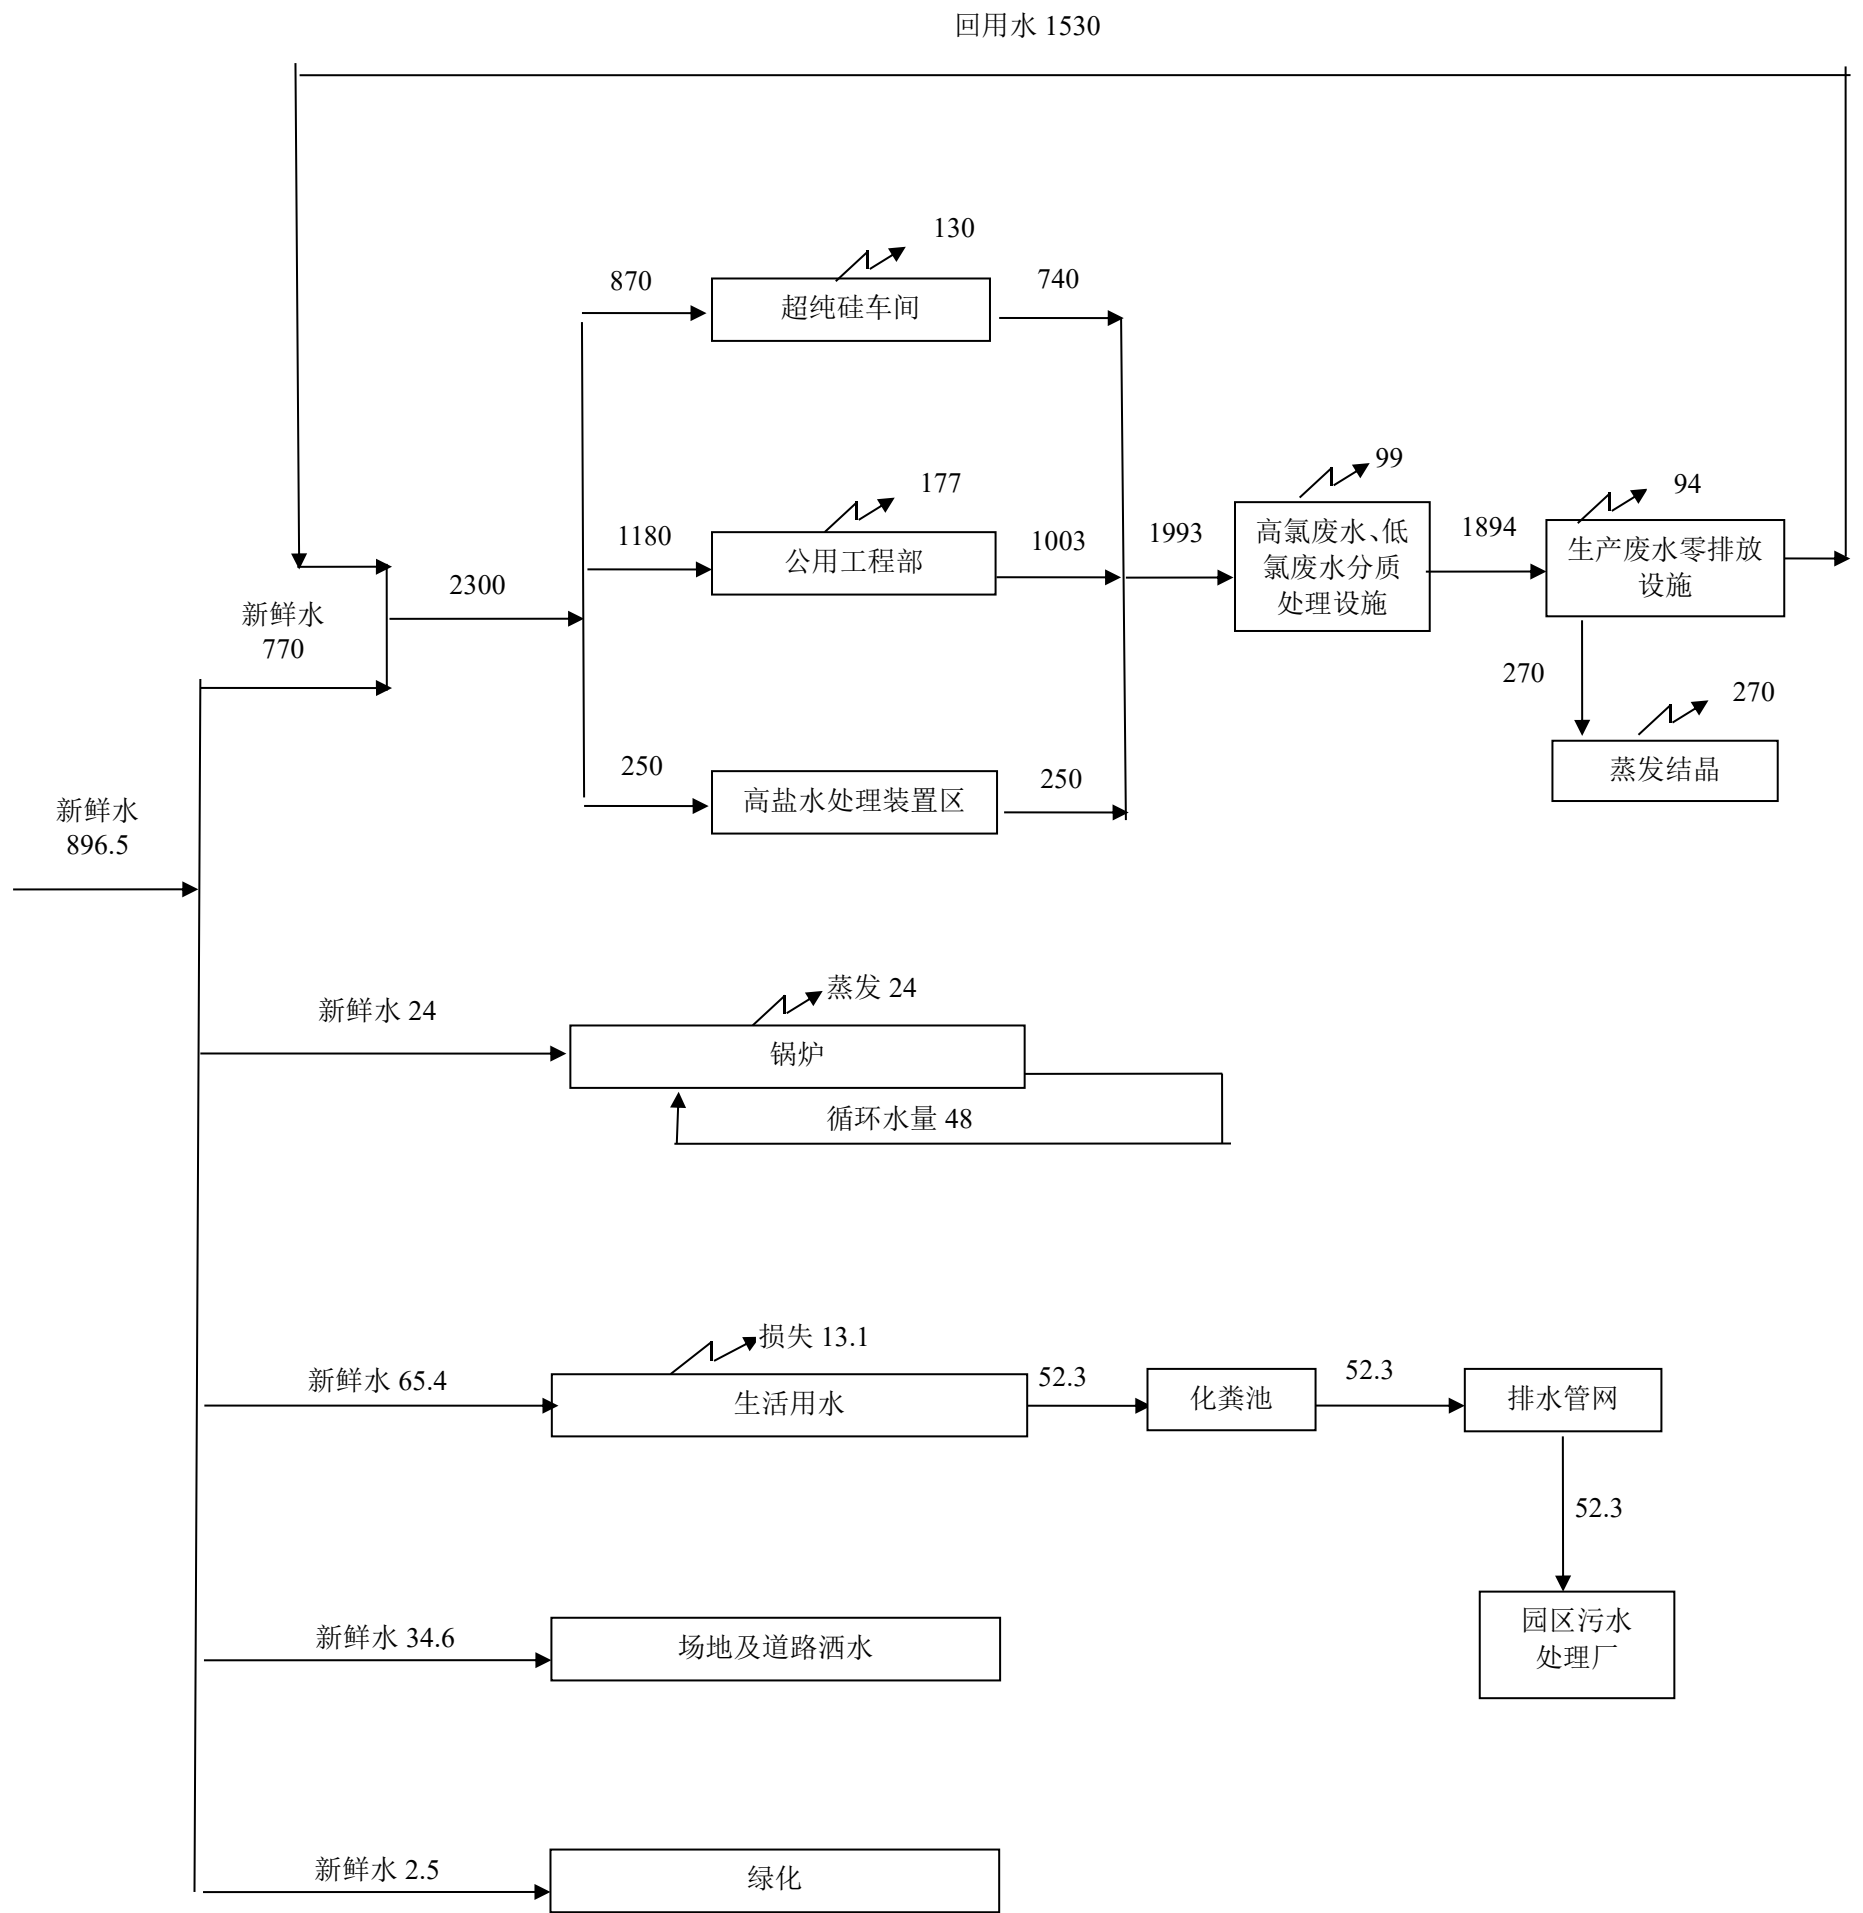 回用水 1530
130
870
740
超纯硅车间
99
177
94
1180
1003
1993
1894
公用工程部
高氯废水、低
氯废水分质
处理设施
生产废水零排放
设施
2300
新鲜水
770
270
270
250
250
高盐水处理装置区
蒸发结晶
新鲜水
896.5
蒸发 24
新鲜水 24
锅炉
循环水量 48
损失 13.1
新鲜水 65.4
52.3
52.3
生活用水
化粪池
排水管网
52.3
园区污水
处理厂
新鲜水 34.6
场地及道路洒水
新鲜水 2.5
绿化